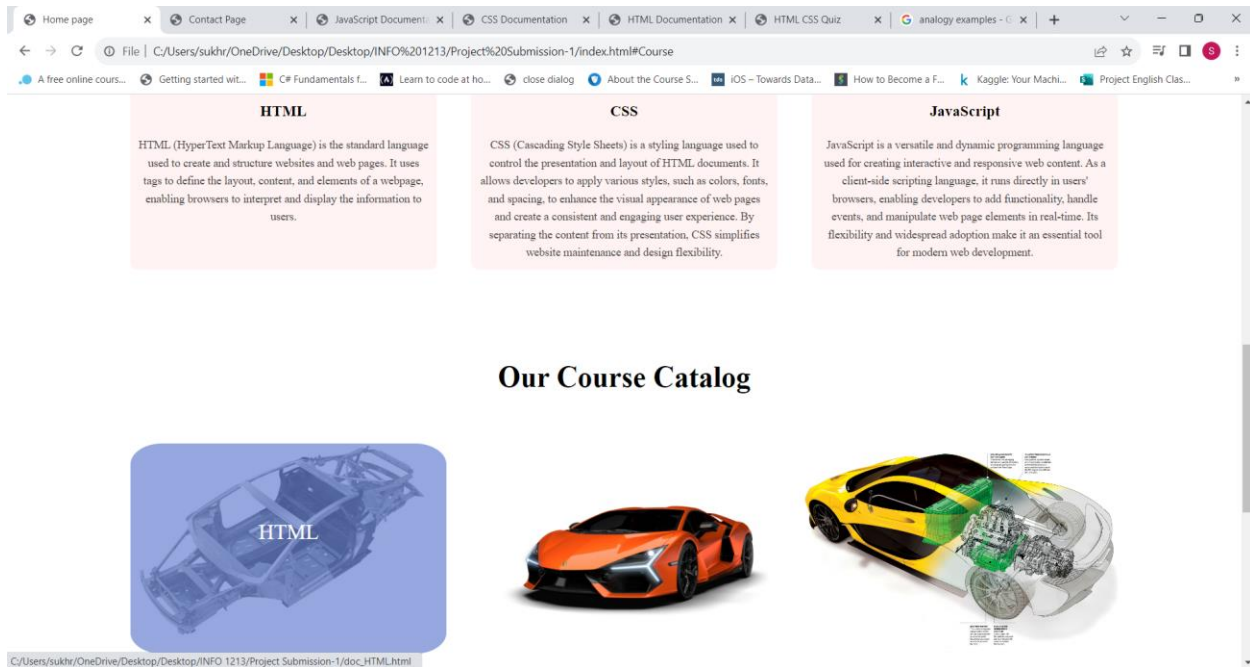 Home page
Contact Page
JavaScript Document
CSS Documentation
HTML Documentation
HTML CSS Quiz
analogy examples - G
File | C:/Users/sukhr/OneDrive/Desktop/Desktop/INFO%201213/Project%20Submission-1/index.html#Course
S
A free online cours...
Getting started wit...
C# Fundamentals f...
Learn to code at ho...
close dialog
About the Course S...
iOS – Towards Data...
How to Become a F...
Kaggle: Your Machi...
Project English Clas...
HTML
HTML (HyperText Markup Language) is the standard language
used to create and structure websites and web pages. It uses
tags to define the layout, content, and elements of a webpage,
enabling browsers to interpret and display the information to
users.
CSS
CSS (Cascading Style Sheets) is a styling language used to
control the presentation and layout of HTML documents. It
allows developers to apply various styles, such as colors, fonts,
and spacing, to enhance the visual appearance of web pages
and create a consistent and engaging user experience. By
separating the content from its presentation, CSS simplifies
website maintenance and design flexibility.
JavaScript
JavaScript is a versatile and dynamic programming language
used for creating interactive and responsive web content. As a
client-side scripting language, it runs directly in users'
browsers, enabling developers to add functionality, handle
events, and manipulate web page elements in real-time. Its
flexibility and widespread adoption make it an essential tool
for modern web development.
Our Course Catalog
HTML
C:/Users/sukhr/OneDrive/Desktop/Desktop/INFO 1213/Project Submission-1/doc_HTML.html